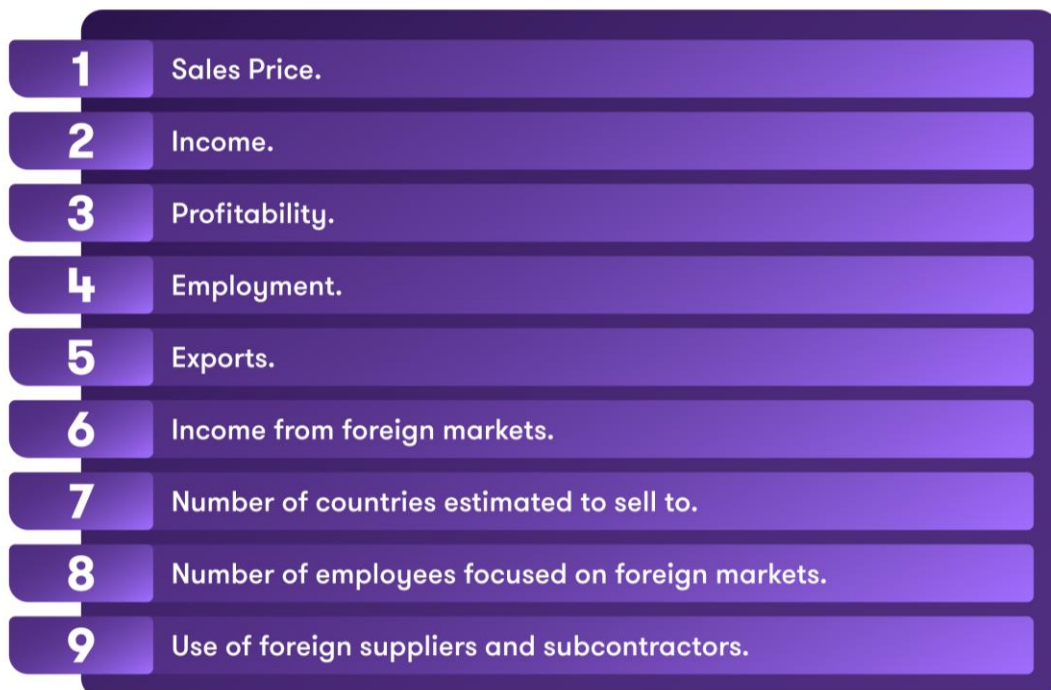 1 Sales Price.
2 Income.
3 Profitability.
4 Employment.
5 Exports.
6 Income from foreign markets.
7 Number of countries estimated to sell to.
8 Number of employees focused on foreign markets.
9 Use of foreign suppliers and subcontractors.